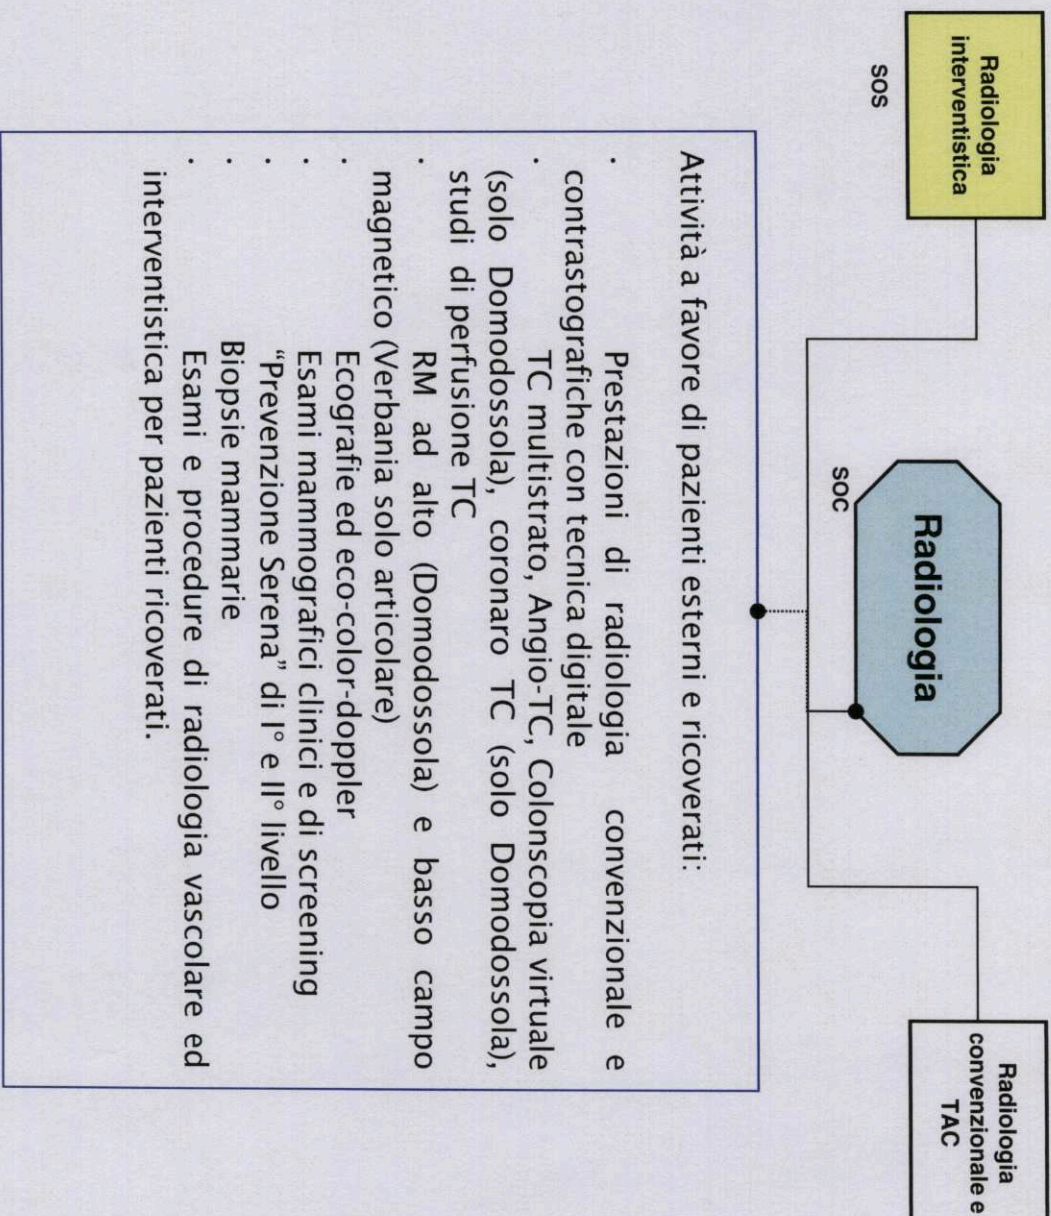 Radiologia
interventistica
SOS
Radiologia
SOC
Radiologia
convenzionale e
TAC
Attività a favore di pazienti esterni e ricoverati:
· Prestazioni di radiologia convenzionale e
contrastografiche con tecnica digitale
· TC multistrato, Angio-TC, Colonscopia virtuale
(solo Domodossola), coronaro TC (solo Domodossola),
studi di perfusione TC
· RM ad alto (Domodossola) e basso campo
magnetico (Verbania solo articolare)
· Ecografie ed eco-color-doppler
· Esami mammografici clinici e di screening
· “Prevenzione Serena” di I° e II° livello
· Biopsie mammarie
· Esami e procedure di radiologia vascolare ed
interventistica per pazienti ricoverati.